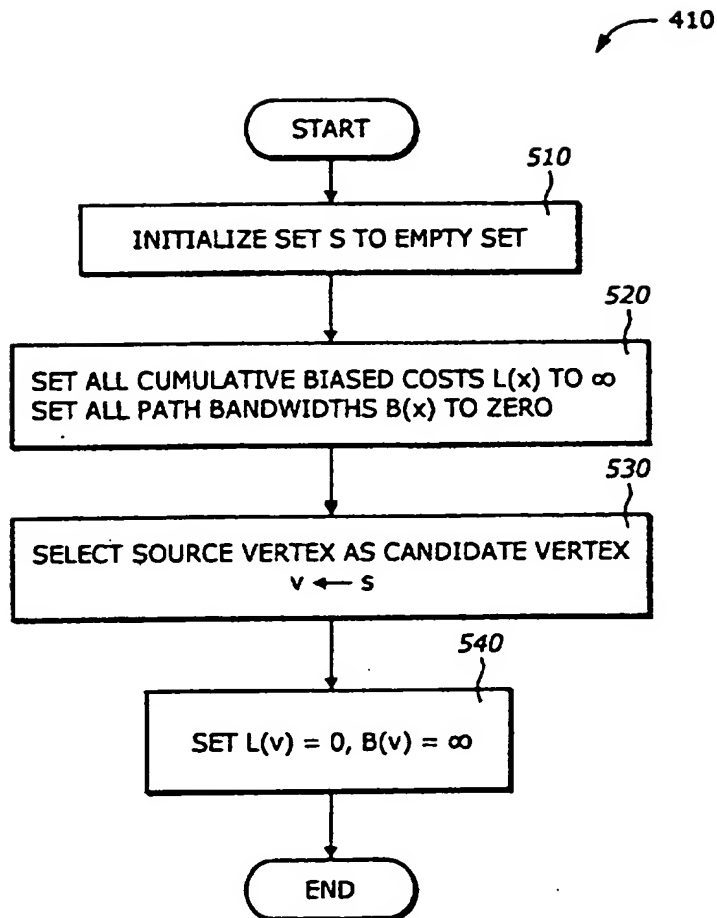 410
START
510
INITIALIZE SET S TO EMPTY SET
520
SET ALL CUMULATIVE BIASED COSTS L(x) TO ∞
SET ALL PATH BANDWIDTHS B(x) TO ZERO
530
SELECT SOURCE VERTEX AS CANDIDATE VERTEX
v ← s
540
SET L(v) = 0, B(v) = ∞
END